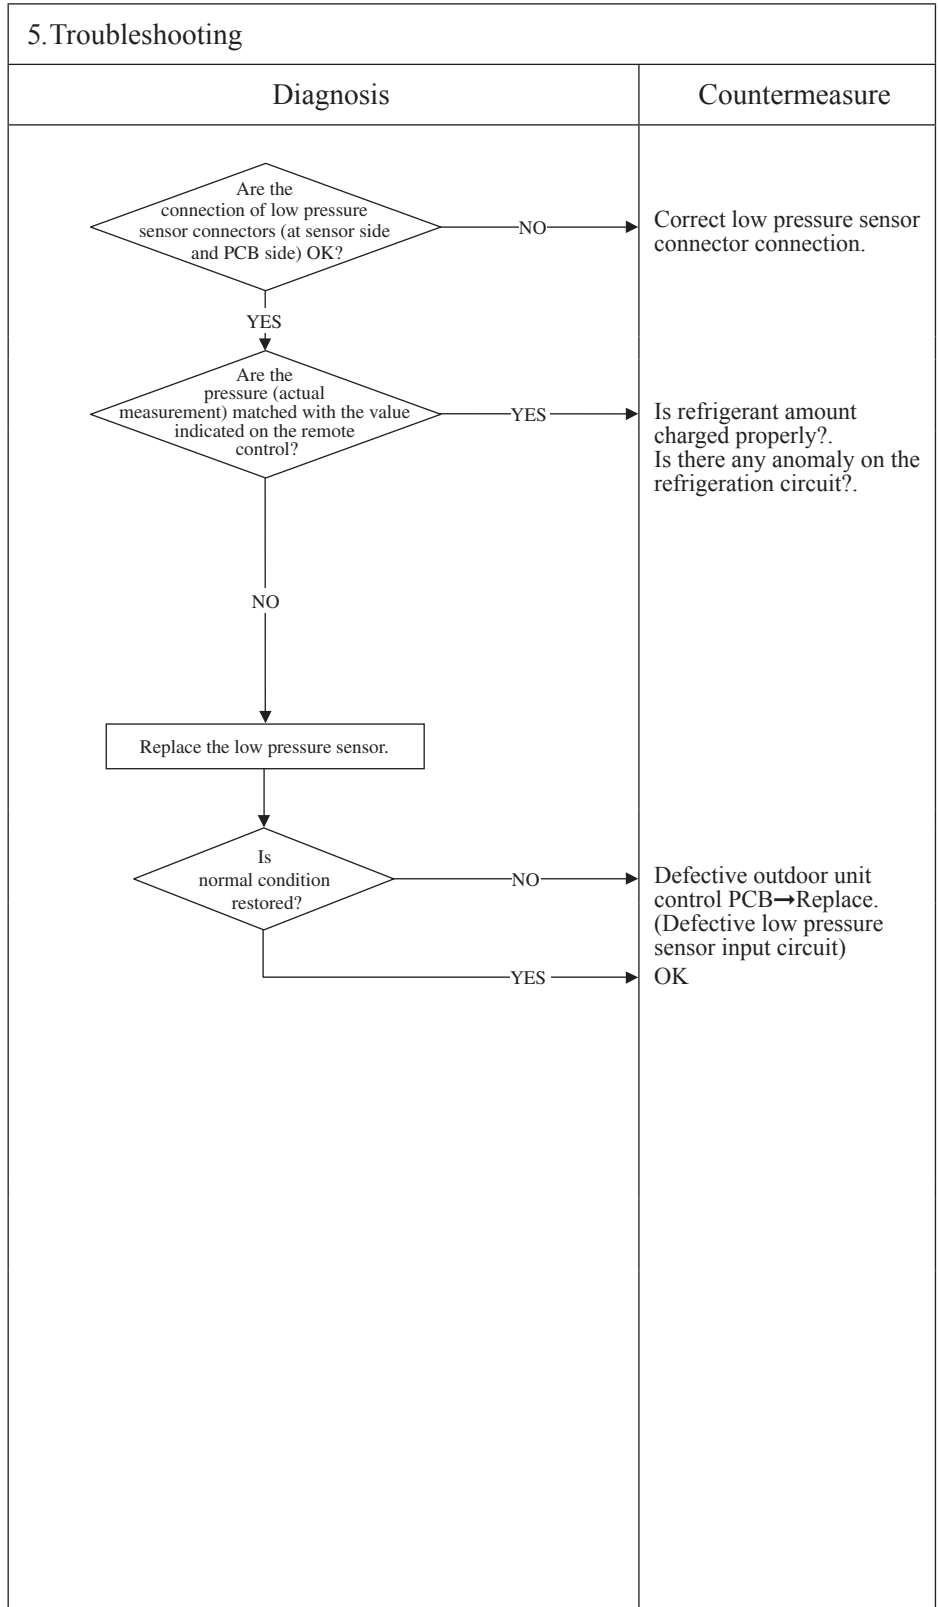 5.Troubleshooting
Diagnosis
Countermeasure
Are the
connection of low pressure
sensor connectors (at sensor side
and PCB side) OK?
NO
Correct low pressure sensor
connector connection.
YES
Are the
pressure (actual
measurement) matched with the value
indicated on the remote
control?
YES
Is refrigerant amount
charged properly?.
Is there any anomaly on the
refrigeration circuit?.
NO
Replace the low pressure sensor.
Is
normal condition
restored?
NO
Defective outdoor unit
control PCB→Replace.
(Defective low pressure
sensor input circuit)
YES
OK